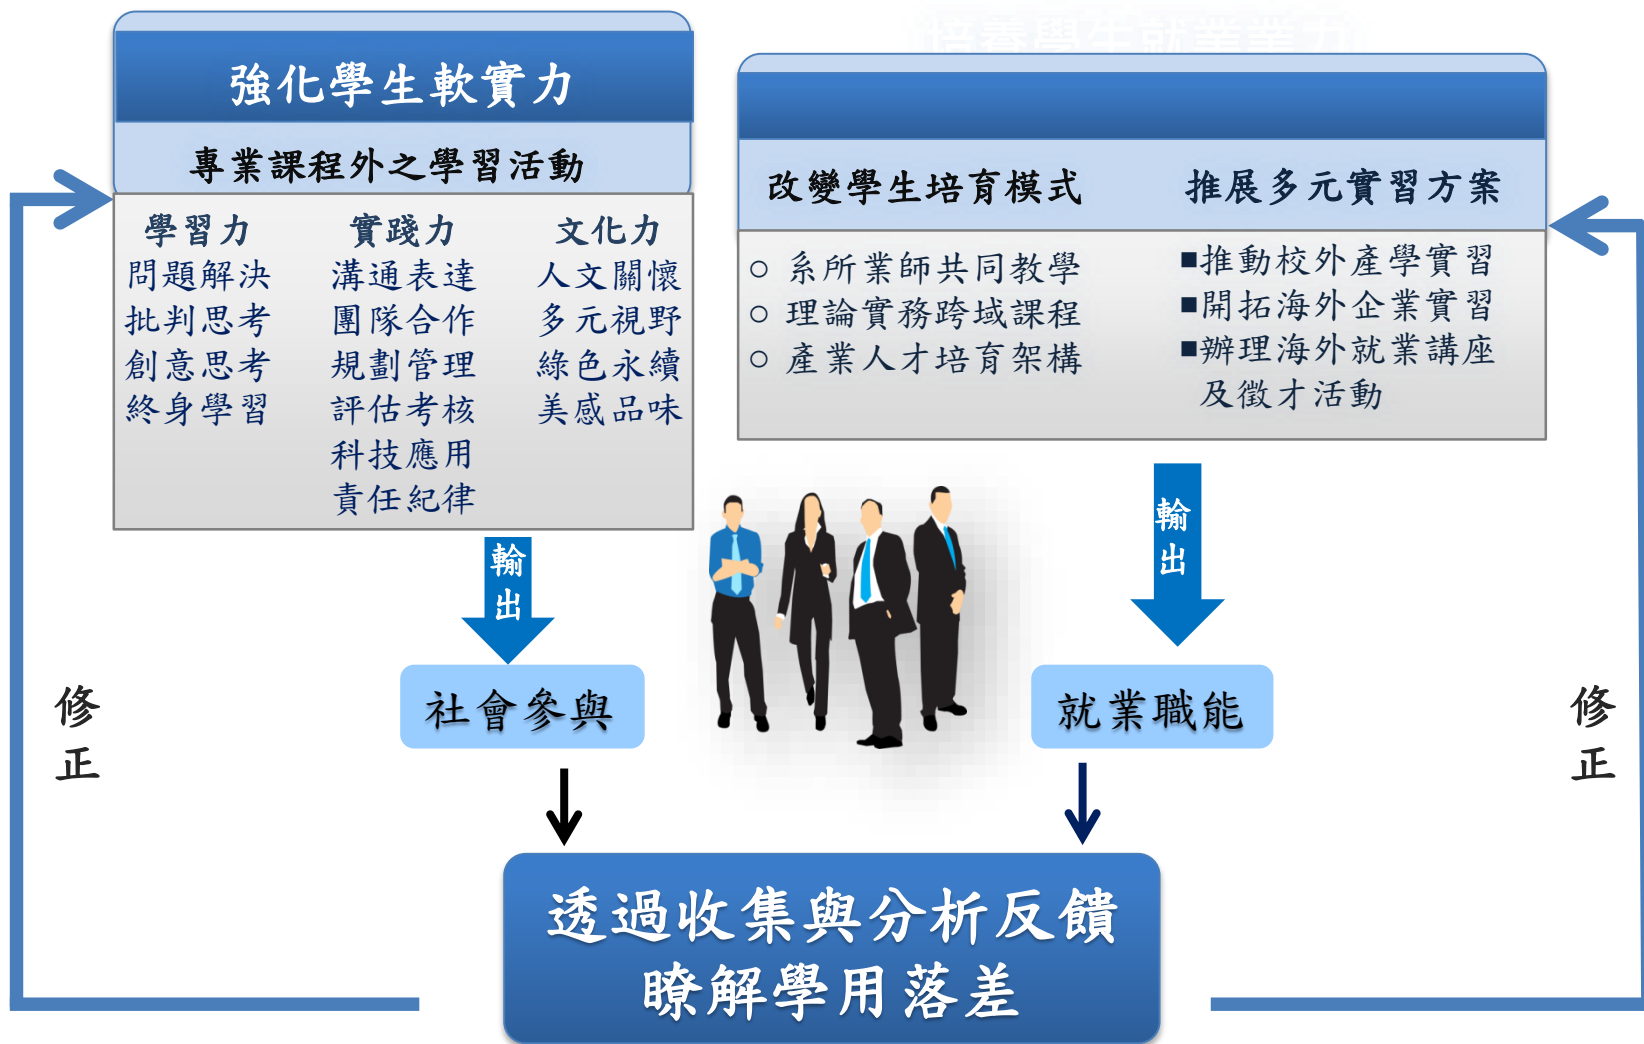 強化學生軟實力
專業課程外之學習活動
學習力
問題解決
批判思考
創意思考
終身學習
實踐力
溝通表達
團隊合作
規劃管理
評估考核
科技應用
責任紀律
文化力
人文關懷
多元視野
綠色永續
美感品味
培養學生就業業力
改變學生培育模式
○ 系所業師共同教學
○ 理論實務跨域課程
○ 產業人才培育架構
推展多元實習方案
■推動校外產學實習
■開拓海外企業實習
■辦理海外就業講座
及徵才活動
輸
出
輸
出
社會參與
就業職能
修
正
修
正
透過收集與分析反饋
瞭解學用落差